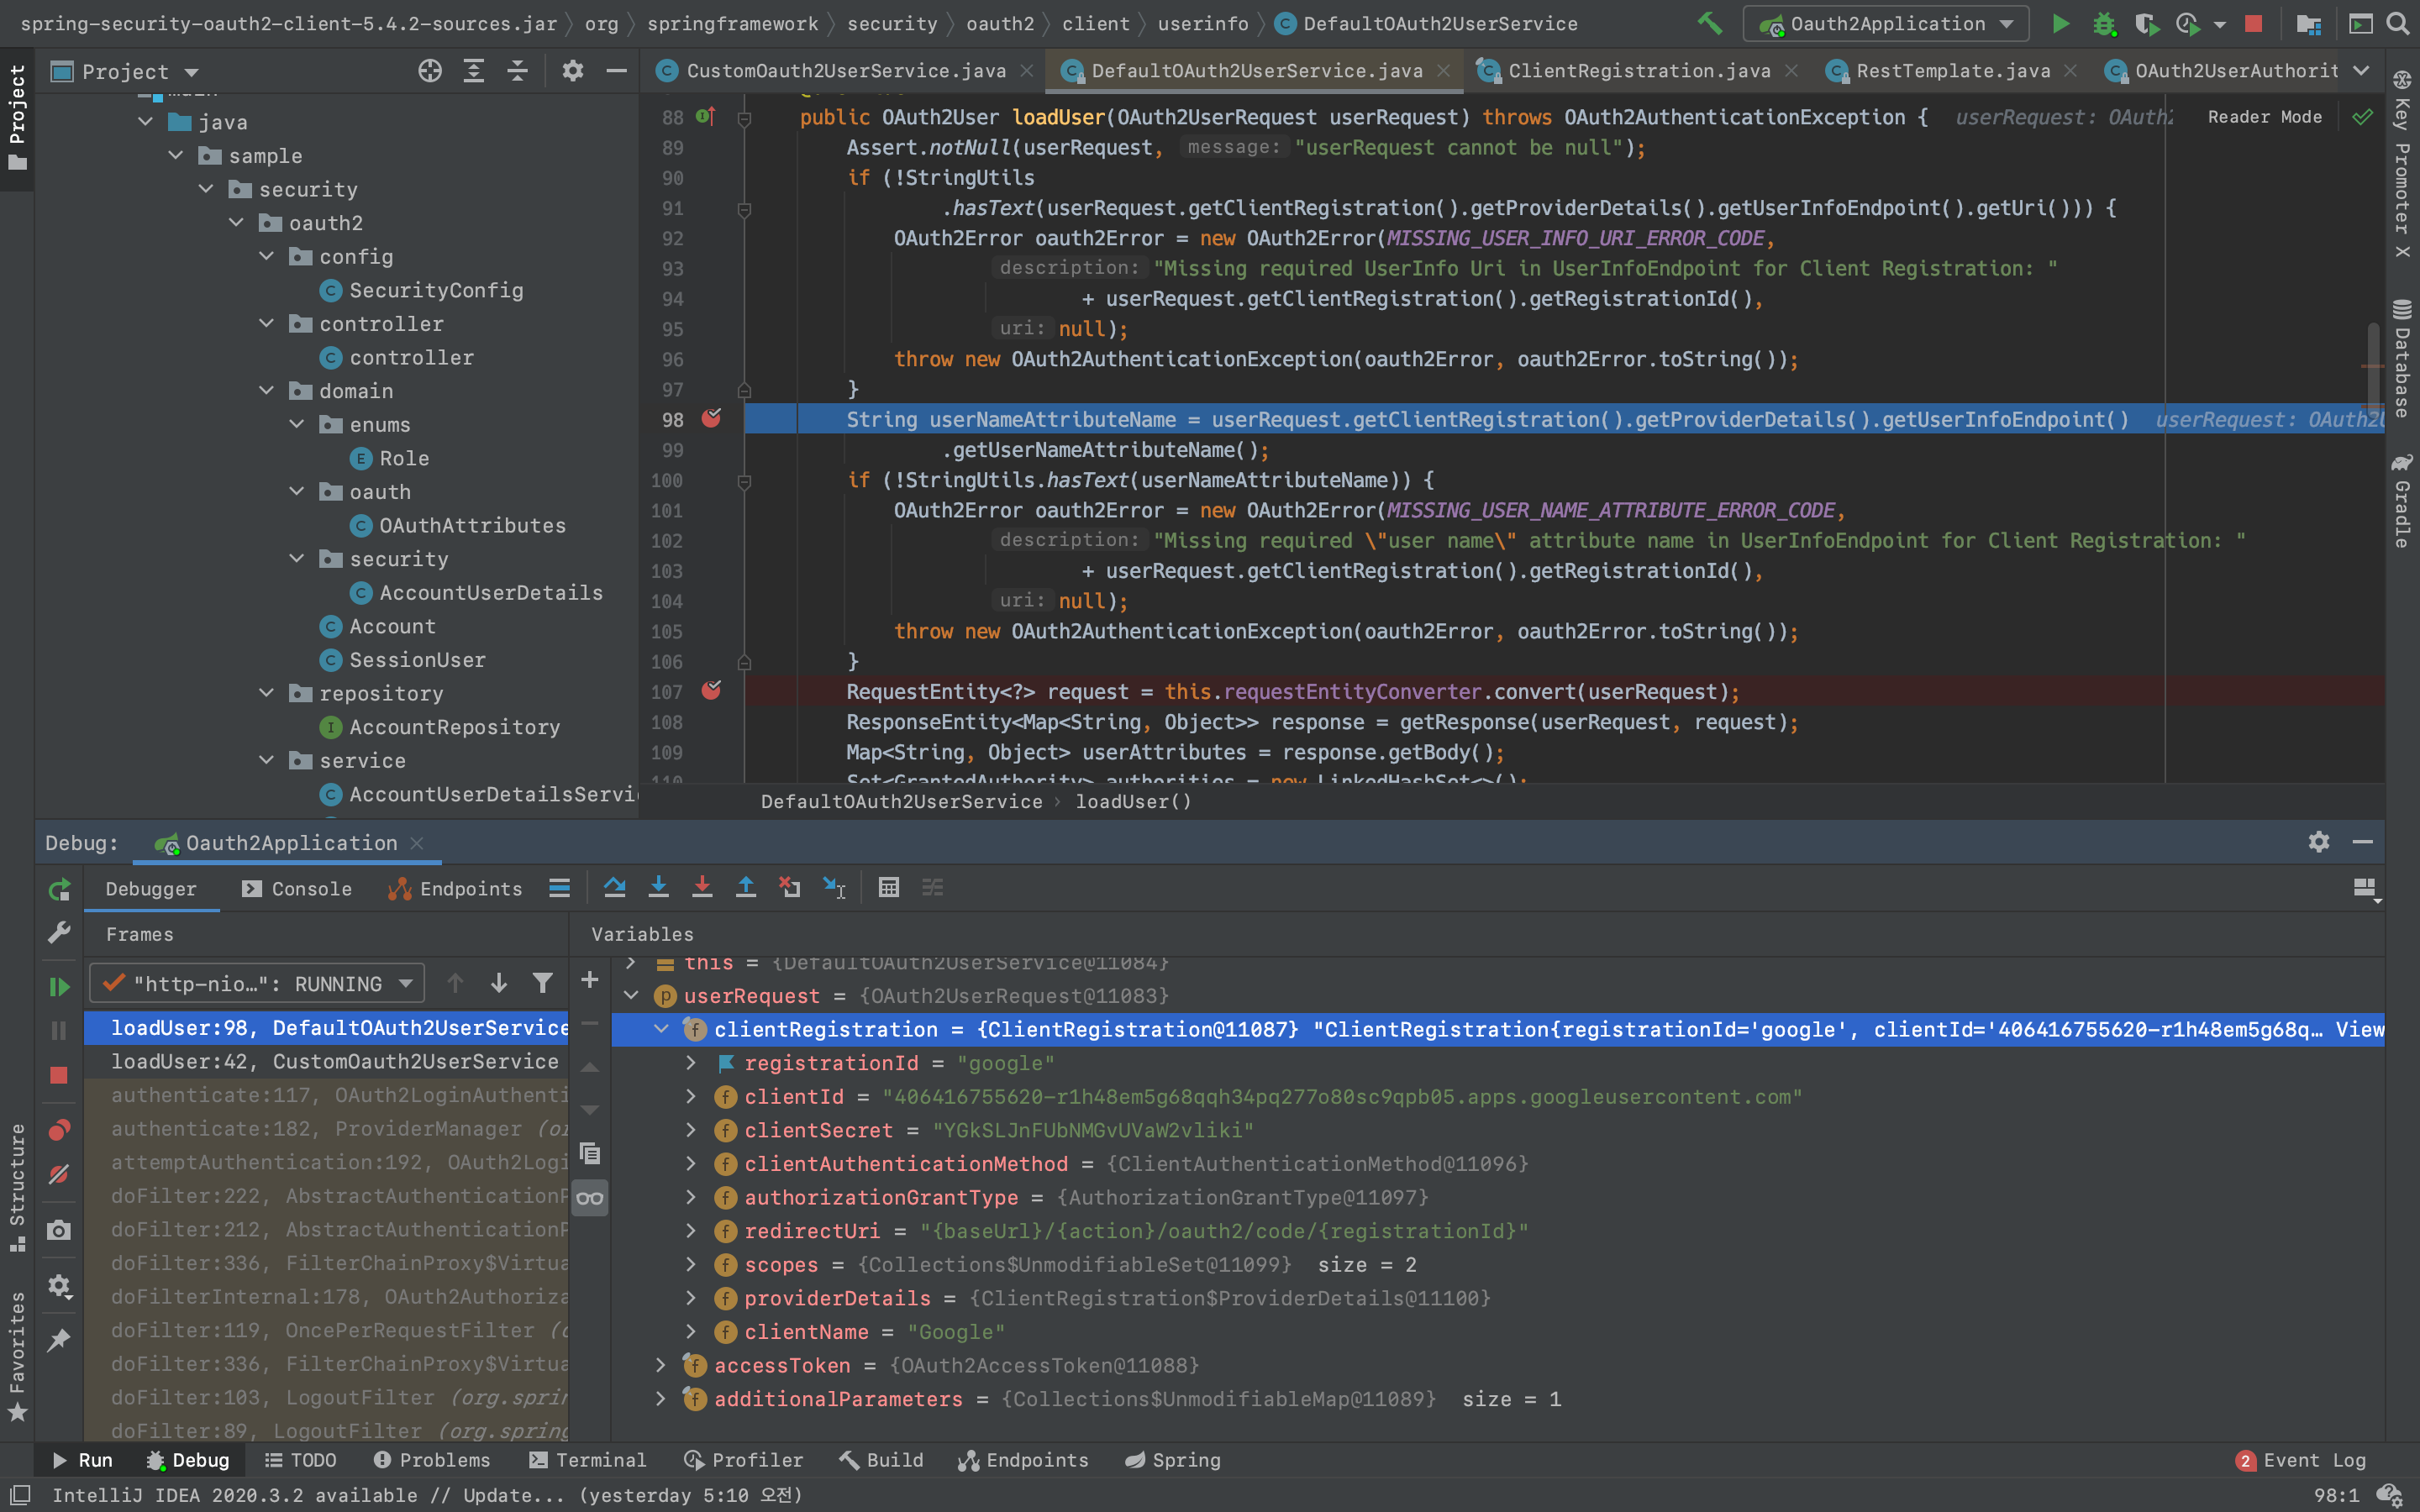 spring-security-oauth2-client-5.4.2-sources.jar org springframework security oauth2 client userinfo DefaultOAuth2UserService
Oauth2Application
Project
CustomOauth2UserService.java
DefaultOAuth2UserService.java
ClientRegistration.java
RestTemplate.java
OAuth2UserAuthorit
Project
java
sample
security
oauth2
config
SecurityConfig
controller
controller
domain
enums
Role
oauth
OAuthAttributes
security
AccountUserDetails
Account
SessionUser
repository
AccountRepository
service
AccountUserDetailsServi
Reader Mode
88 public OAuth2User loadUser(OAuth2UserRequest userRequest) throws OAuth2AuthenticationException { userRequest: OAuth2
89 Assert.notNull(userRequest, message: "userRequest cannot be null");
90 if (!StringUtils
91 .hasText(userRequest.getClientRegistration().getProviderDetails().getUserInfoEndpoint().getUri())) {
92 OAuth2Error oauth2Error = new OAuth2Error(MISSING_USER_INFO_URI_ERROR_CODE,
93 description: "Missing required UserInfo Uri in UserInfoEndpoint for Client Registration: "
94 + userRequest.getClientRegistration().getRegistrationId(),
95 uri: null);
96 throw new OAuth2AuthenticationException(oauth2Error, oauth2Error.toString());
97 }
98 String userNameAttributeName = userRequest.getClientRegistration().getProviderDetails().getUserInfoEndpoint() userRequest: OAuth2U
99 .getUserNameAttributeName();
100 if (!StringUtils.hasText(userNameAttributeName)) {
101 OAuth2Error oauth2Error = new OAuth2Error(MISSING_USER_NAME_ATTRIBUTE_ERROR_CODE,
102 description: "Missing required \"user name\" attribute name in UserInfoEndpoint for Client Registration: "
103 + userRequest.getClientRegistration().getRegistrationId(),
104 uri: null);
105 throw new OAuth2AuthenticationException(oauth2Error, oauth2Error.toString());
106 }
107 RequestEntity<?> request = this.requestEntityConverter.convert(userRequest);
108 ResponseEntity<Map<String, Object>> response = getResponse(userRequest, request);
109 Map<String, Object> userAttributes = response.getBody();
110 Set<GrantedAuthority> authorities = new LinkedHashSet<>();
DefaultOAuth2UserService › loadUser()
Key Promoter X
Database
Gradle
Debug: Oauth2Application
Debugger Console Endpoints
Frames
Variables
"http-nio…": RUNNING
loadUser:98, DefaultOAuth2UserService
loadUser:42, CustomOauth2UserService
authenticate:117, OAuth2LoginAuthenti
authenticate:182, ProviderManager (or
attemptAuthentication:192, OAuth2Logi
doFilter:222, AbstractAuthenticationP
doFilter:212, AbstractAuthenticationP
doFilter:336, FilterChainProxy$Virtua
doFilterInternal:178, OAuth2Authoriza
doFilter:119, OncePerRequestFilter (o
doFilter:336, FilterChainProxy$Virtua
doFilter:103, LogoutFilter (org.sprin
doFilter:89, LogoutFilter (org.spring
this = {DefaultOAuth2UserService@11084}
userRequest = {OAuth2UserRequest@11083}
clientRegistration = {ClientRegistration@11087} "ClientRegistration{registrationId='google', clientId='406416755620-r1h48em5g68q… View
registrationId = "google"
clientId = "406416755620-r1h48em5g68qqh34pq277o80sc9qpb05.apps.googleusercontent.com"
clientSecret = "YGkSLJnFUbNMGvUVaW2vliki"
clientAuthenticationMethod = {ClientAuthenticationMethod@11096}
authorizationGrantType = {AuthorizationGrantType@11097}
redirectUri = "{baseUrl}/{action}/oauth2/code/{registrationId}"
scopes = {Collections$UnmodifiableSet@11099} size = 2
providerDetails = {ClientRegistration$ProviderDetails@11100}
clientName = "Google"
accessToken = {OAuth2AccessToken@11088}
additionalParameters = {Collections$UnmodifiableMap@11089} size = 1
Structure
Favorites
Run Debug TODO Problems Terminal Profiler Build Endpoints Spring
2 Event Log
IntelliJ IDEA 2020.3.2 available // Update... (yesterday 5:10 오전)
98:1